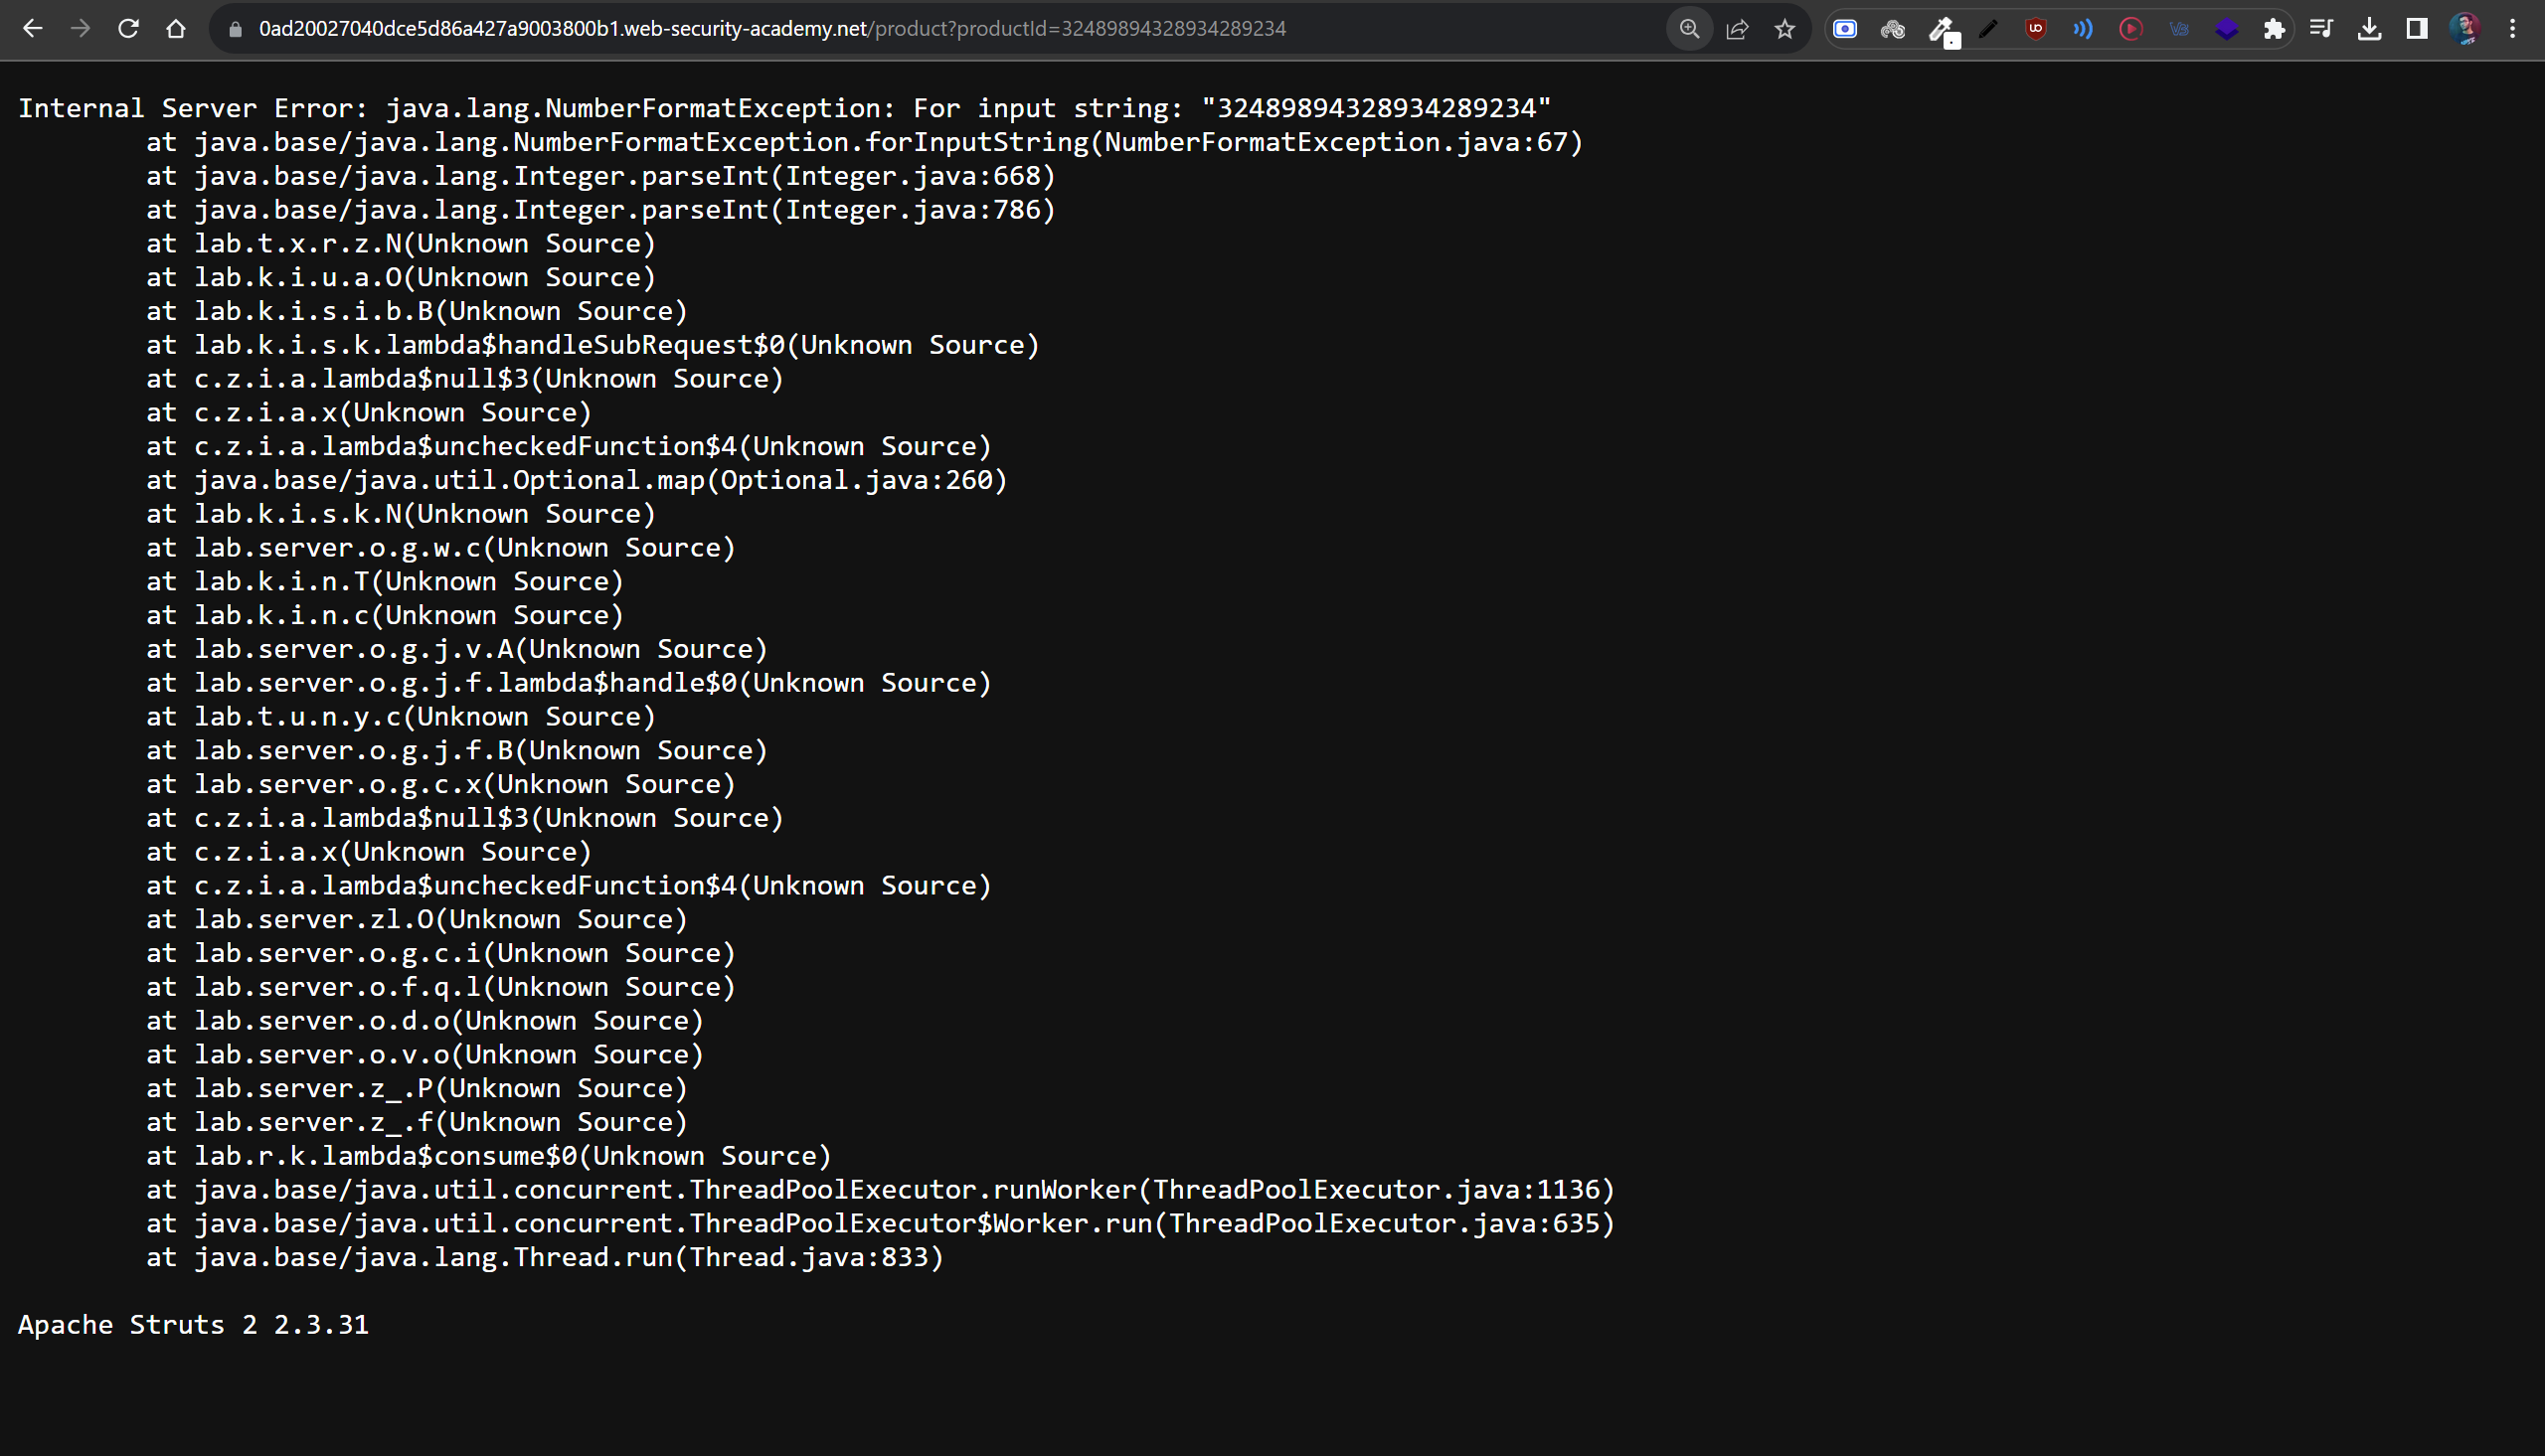 0ad20027040dce5d86a427a9003800b1.web-security-academy.net/product?productId=32489894328934289234
Internal Server Error: java.lang.NumberFormatException: For input string: "32489894328934289234"
at java.base/java.lang.NumberFormatException.forInputString(NumberFormatException.java:67)
at java.base/java.lang.Integer.parseInt(Integer.java:668)
at java.base/java.lang.Integer.parseInt(Integer.java:786)
at lab.t.x.r.z.N(Unknown Source)
at lab.k.i.u.a.O(Unknown Source)
at lab.k.i.s.i.b.B(Unknown Source)
at lab.k.i.s.k.lambda$handleSubRequest$0(Unknown Source)
at c.z.i.a.lambda$null$3(Unknown Source)
at c.z.i.a.x(Unknown Source)
at c.z.i.a.lambda$uncheckedFunction$4(Unknown Source)
at java.base/java.util.Optional.map(Optional.java:260)
at lab.k.i.s.k.N(Unknown Source)
at lab.server.o.g.w.c(Unknown Source)
at lab.k.i.n.T(Unknown Source)
at lab.k.i.n.c(Unknown Source)
at lab.server.o.g.j.v.A(Unknown Source)
at lab.server.o.g.j.f.lambda$handle$0(Unknown Source)
at lab.t.u.n.y.c(Unknown Source)
at lab.server.o.g.j.f.B(Unknown Source)
at lab.server.o.g.c.x(Unknown Source)
at c.z.i.a.lambda$null$3(Unknown Source)
at c.z.i.a.x(Unknown Source)
at c.z.i.a.lambda$uncheckedFunction$4(Unknown Source)
at lab.server.zl.O(Unknown Source)
at lab.server.o.g.c.i(Unknown Source)
at lab.server.o.f.q.l(Unknown Source)
at lab.server.o.d.o(Unknown Source)
at lab.server.o.v.o(Unknown Source)
at lab.server.z_.P(Unknown Source)
at lab.server.z_.f(Unknown Source)
at lab.r.k.lambda$consume$0(Unknown Source)
at java.base/java.util.concurrent.ThreadPoolExecutor.runWorker(ThreadPoolExecutor.java:1136)
at java.base/java.util.concurrent.ThreadPoolExecutor$Worker.run(ThreadPoolExecutor.java:635)
at java.base/java.lang.Thread.run(Thread.java:833)
Apache Struts 2 2.3.31